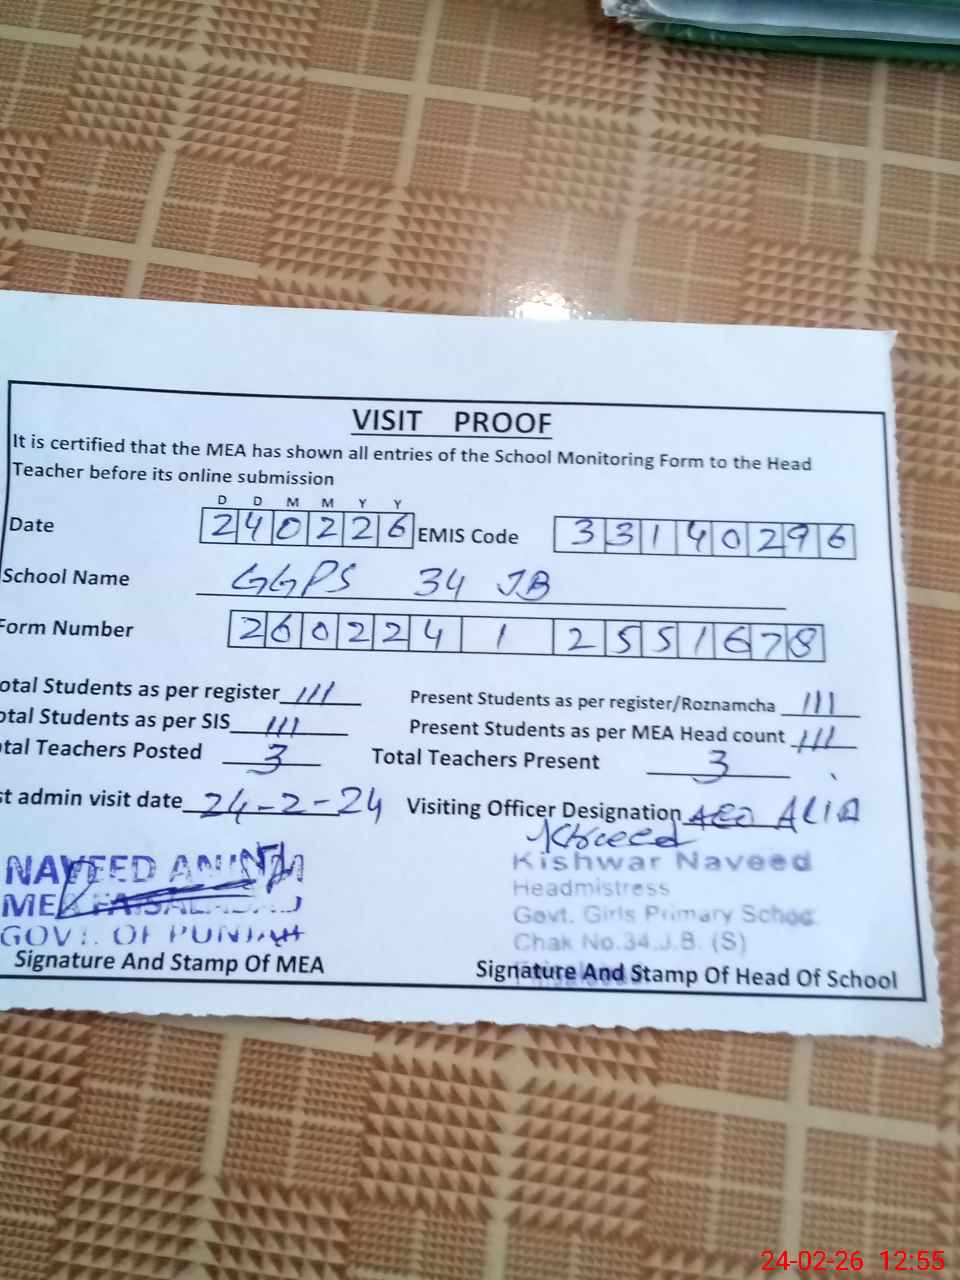 VISIT PROOF
It is certified that the MEA has shown all entries of the School Monitoring Form to the Head
Teacher before its online submission
D D M M Y Y
Date 240226 EMIS Code 33140296
School Name GGPS 34 JB
Form Number 260224 1 2551678
otal Students as per register 111 Present Students as per register/Roznamcha 111
otal Students as per SIS 111 Present Students as per MEA Head count 111
tal Teachers Posted 3 Total Teachers Present 3
st admin visit date 24-2-24 Visiting Officer Designation AEO ALIA
NAVEED
MEA FAISALABAD
GOVT. OF PUNJAB
Signature And Stamp Of MEA
Kishwar Naveed
Headmistress
Govt. Girls Primary School
Chak No.34.J.B. (S)
Signature And Stamp Of Head Of School
24-02-26 12:55